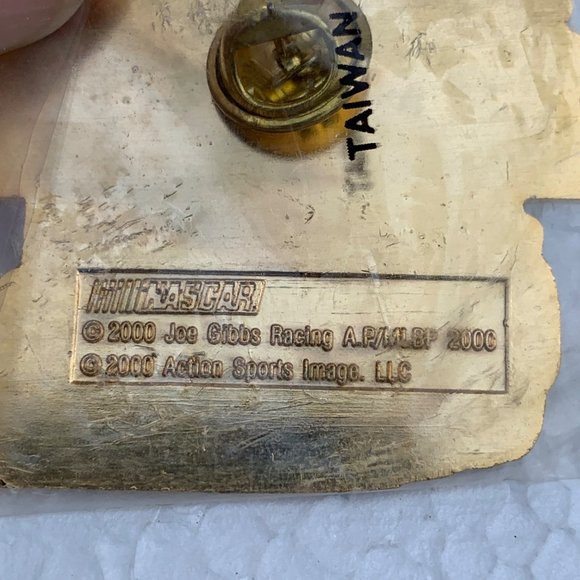 TAIWAN
NASCAR
© 2000 Joe Gibbs Racing A.P/MLBP 2000
© 2000 Action Sports Image. LLC